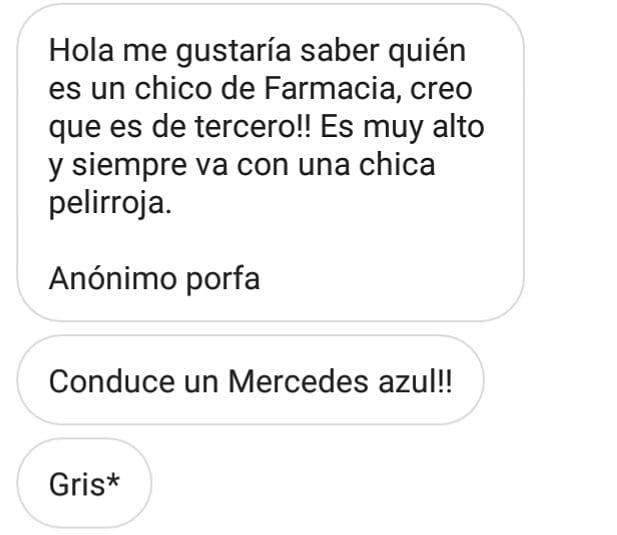 Hola me gustaría saber quién
es un chico de Farmacia, creo
que es de tercero!! Es muy alto
y siempre va con una chica
pelirroja.
Anónimo porfa
Conduce un Mercedes azul!!
Gris*